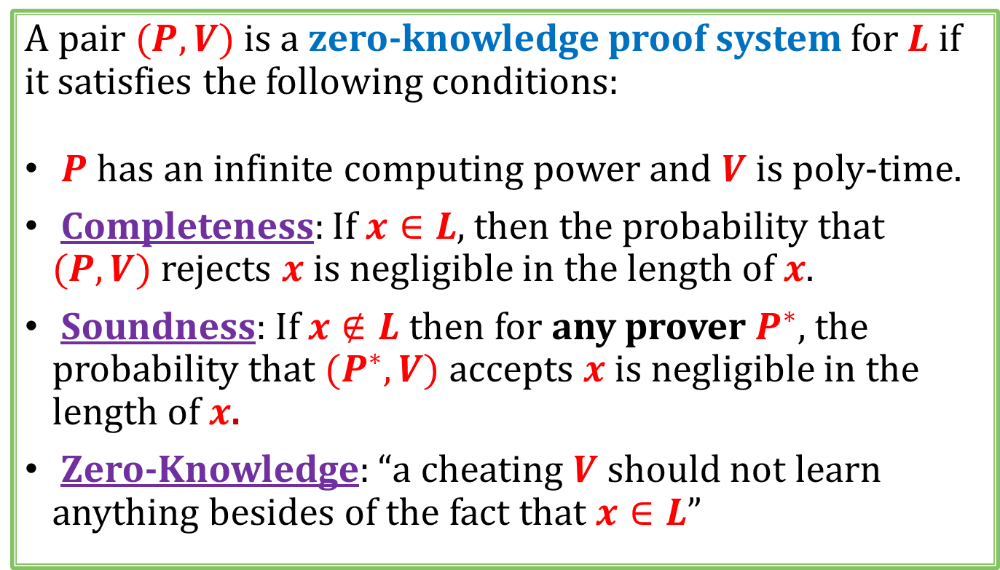 A pair (P, V) is a zero-knowledge proof system for L if
it satisfies the following conditions:
• P has an infinite computing power and V is poly-time.
• Completeness: If x ∈ L, then the probability that
(P, V) rejects x is negligible in the length of x.
• Soundness: If x ∉ L then for any prover P*, the
probability that (P*, V) accepts x is negligible in the
length of x.
• Zero-Knowledge: “a cheating V should not learn
anything besides of the fact that x ∈ L”